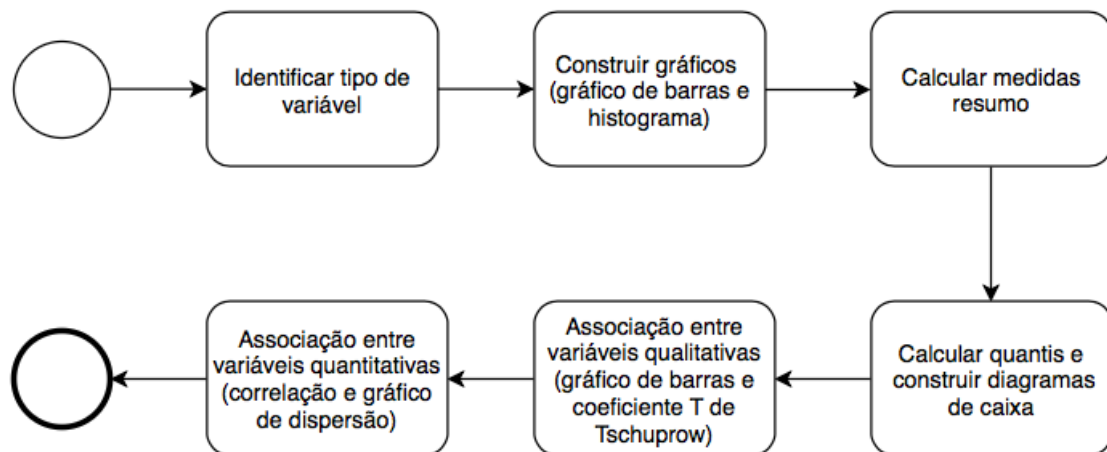 Identificar tipo de
variável
Construir gráficos
(gráfico de barras e
histograma)
Calcular medidas
resumo
Calcular quantis e
construir diagramas
de caixa
Associação entre
variáveis qualitativas
(gráfico de barras e
coeficiente T de
Tschuprow)
Associação entre
variáveis quantitativas
(correlação e gráfico
de dispersão)